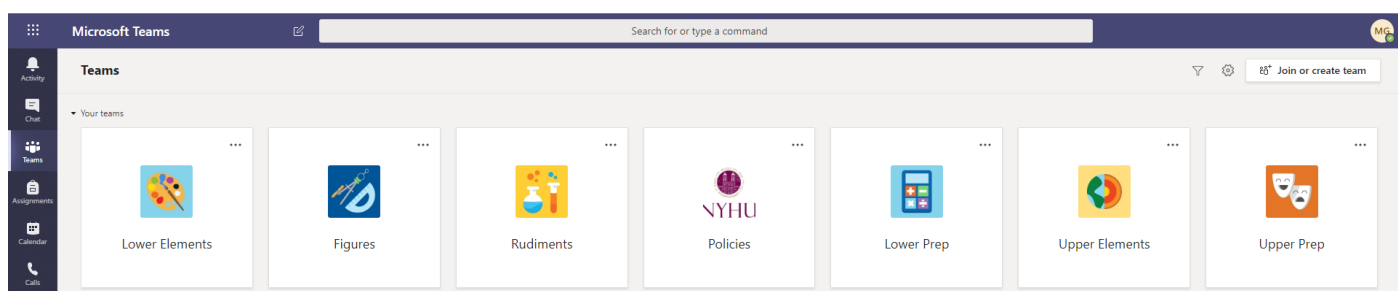 Microsoft Teams
Search for or type a command
MG
Activity
Chat
Teams
Assignments
Calendar
Calls
Teams
Join or create team
Your teams
Lower Elements
Figures
Rudiments
NYHU
Policies
Lower Prep
Upper Elements
Upper Prep